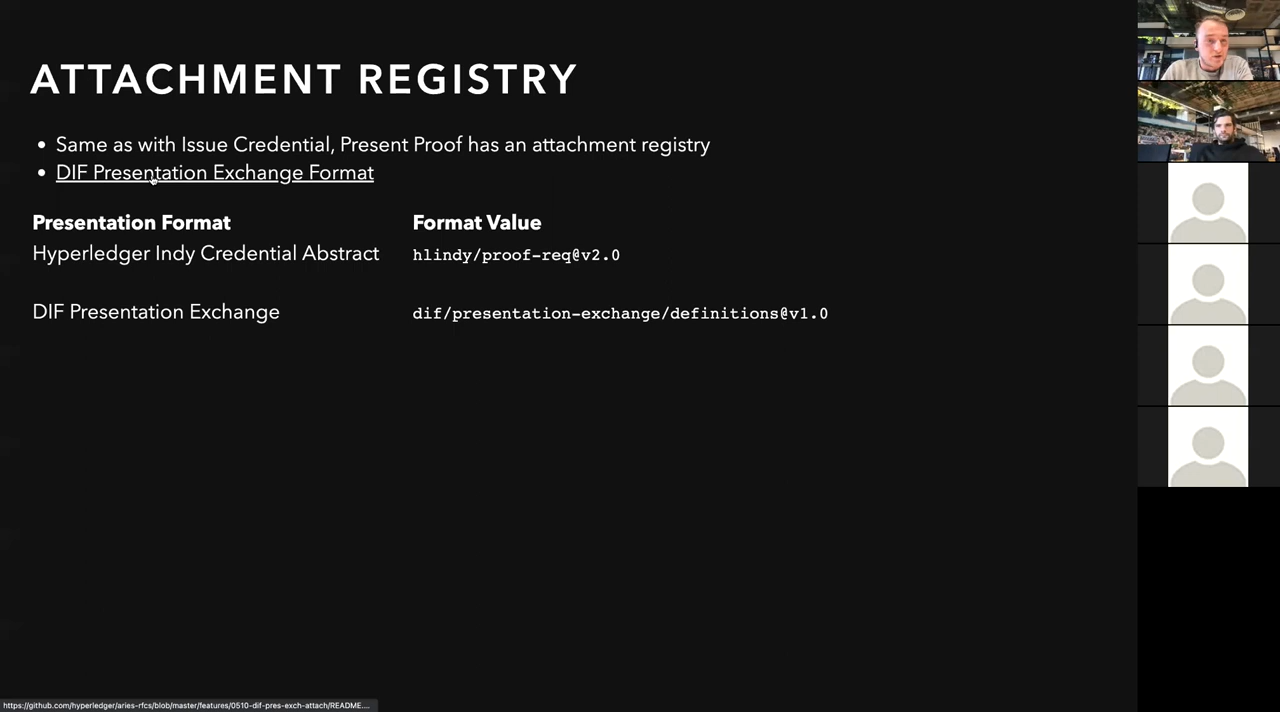 ATTACHMENT REGISTRY
• Same as with Issue Credential, Present Proof has an attachment registry
• DIF Presentation Exchange Format
Presentation Format Format Value
Hyperledger Indy Credential Abstract hlindy/proof-req@v2.0
DIF Presentation Exchange dif/presentation-exchange/definitions@v1.0
https://github.com/hyperledger/aries-rfcs/blob/master/features/0510-dif-pres-exch-attach/README....